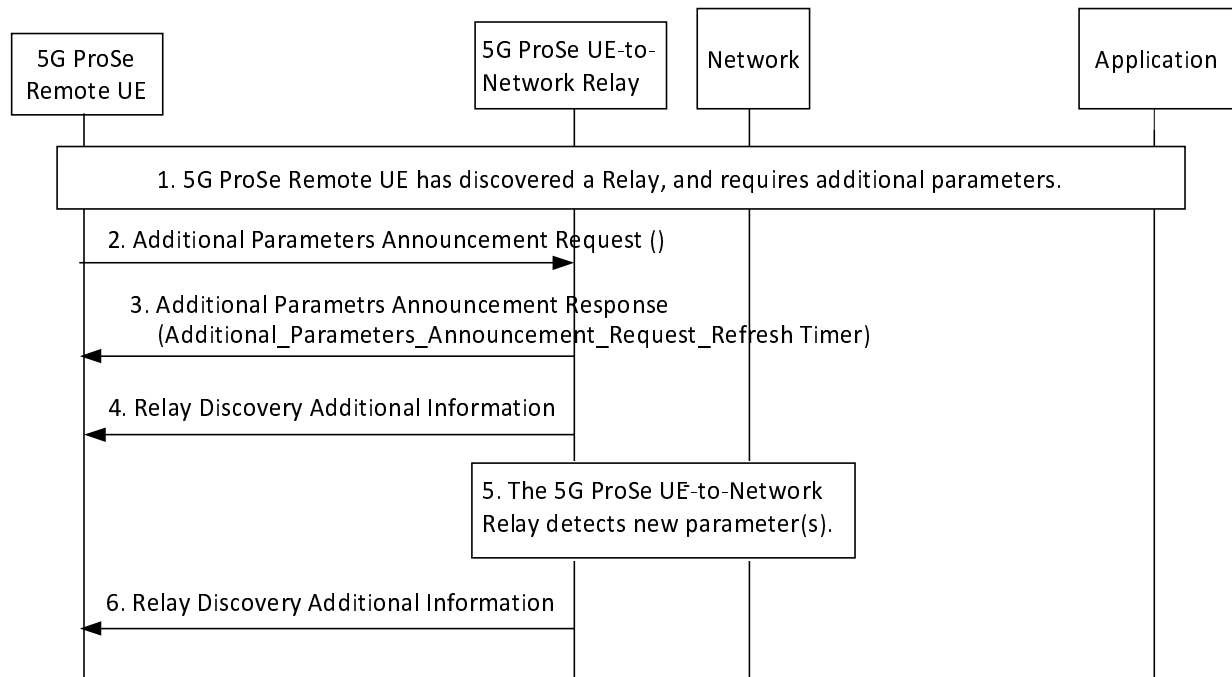 5G ProSe
Remote UE
5G ProSe UE-to-
Network Relay
Network
Application
1. 5G ProSe Remote UE has discovered a Relay, and requires additional parameters.
2. Additional Parameters Announcement Request ()
3. Additional Parametrs Announcement Response
(Additional_Parameters_Announcement_Request_Refresh Timer)
4. Relay Discovery Additional Information
5. The 5G ProSe UE-to-Network
Relay detects new parameter(s).
6. Relay Discovery Additional Information